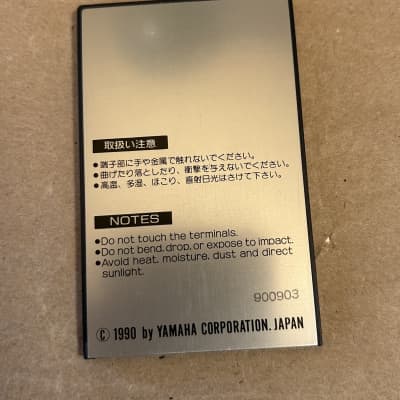 取扱い注意
●端子部に手や金属で触れないでください。
●曲げたり落としたり、衝撃を与えないでください。
●高温、多湿、ほこり、直射日光はさけて下さい。
NOTES
●Do not touch the terminals.
●Do not bend, drop, or expose to impact.
●Avoid heat, moisture, dust and direct
sunlight.
900903
© 1990 by YAMAHA CORPORATION. JAPAN